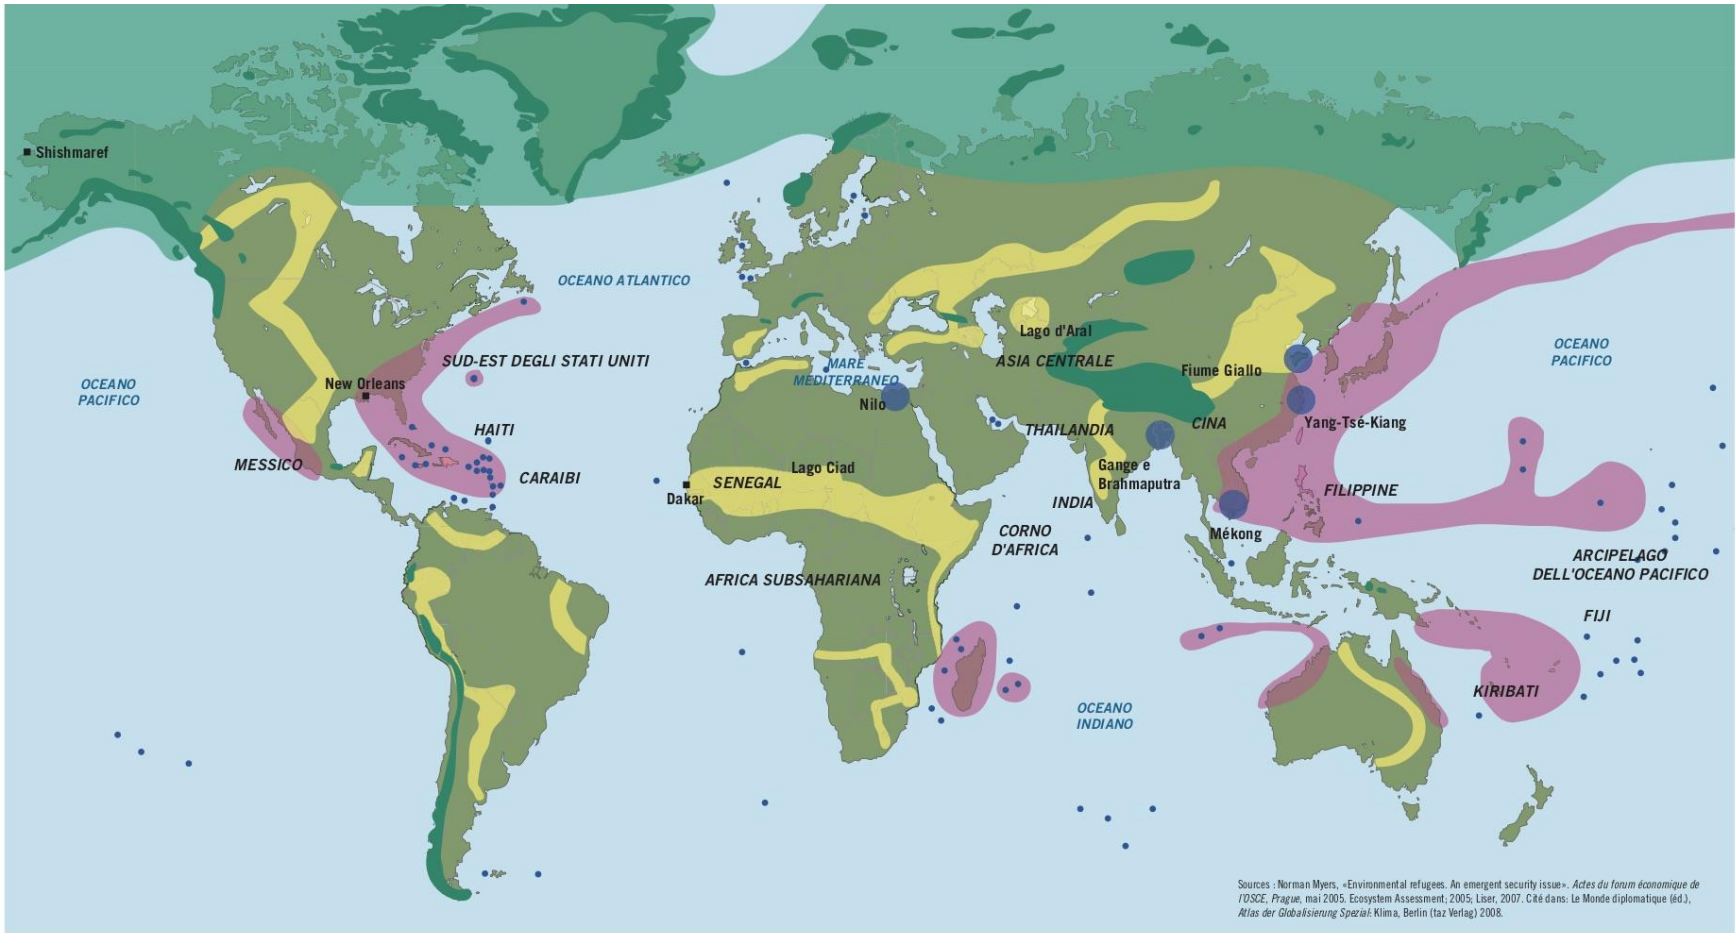 Shishmaref
OCEANO ATLANTICO
Lago d'Aral
OCEANO
PACIFICO
SUD-EST DEGLI STATI UNITI
MARE
MEDITERRANEO
ASIA CENTRALE
Fiume Giallo
OCEANO
PACIFICO
New Orleans
Nilo
Yang-Tsé-Kiang
HAITI
THAILANDIA
CINA
MESSICO
CARAIBI
Lago Ciad
SENEGAL
Dakar
Gange e
Brahmaputra
INDIA
FILIPPINE
CORNO
D'AFRICA
Mékong
AFRICA SUBSAHARIANA
ARCIPELAGO
DELL'OCEANO PACIFICO
FIJI
KIRIBATI
OCEANO
INDIANO
Sources : Norman Myers, «Environmental refugees. An emergent security issue». Actes du forum économique de
l'OSCE, Prague, mai 2005. Ecosystem Assessment; 2005; Liser, 2007. Cité dans: Le Monde diplomatique (éd.),
Atlas der Globalisierung Spezial: Klima, Berlin (taz Verlag) 2008.